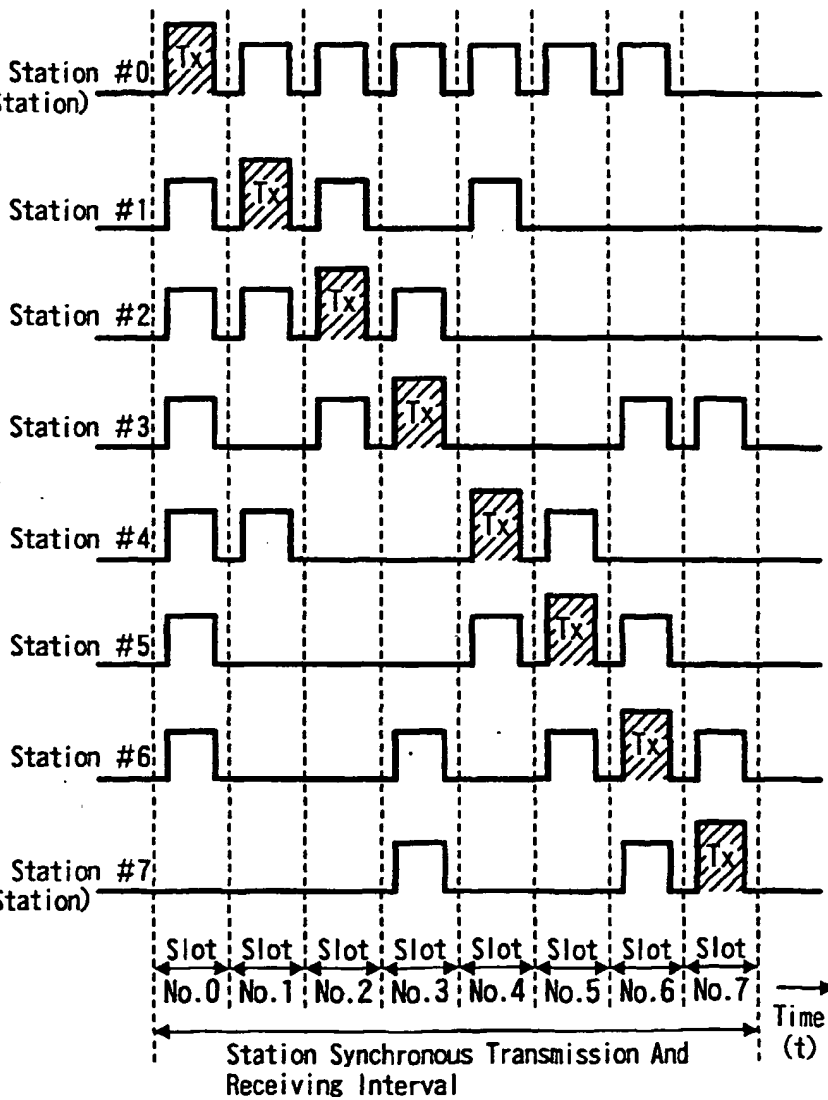 Station #0
Station)
Tx
Station #1
Tx
Station #2
Tx
Station #3
Tx
Station #4
Tx
Station #5
Tx
Station #6
Tx
Station #7
Station)
Tx
Slot Slot Slot Slot Slot Slot Slot Slot
No.0 No.1 No.2 No.3 No.4 No.5 No.6 No.7
Time
(t)
Station Synchronous Transmission And
Receiving Interval